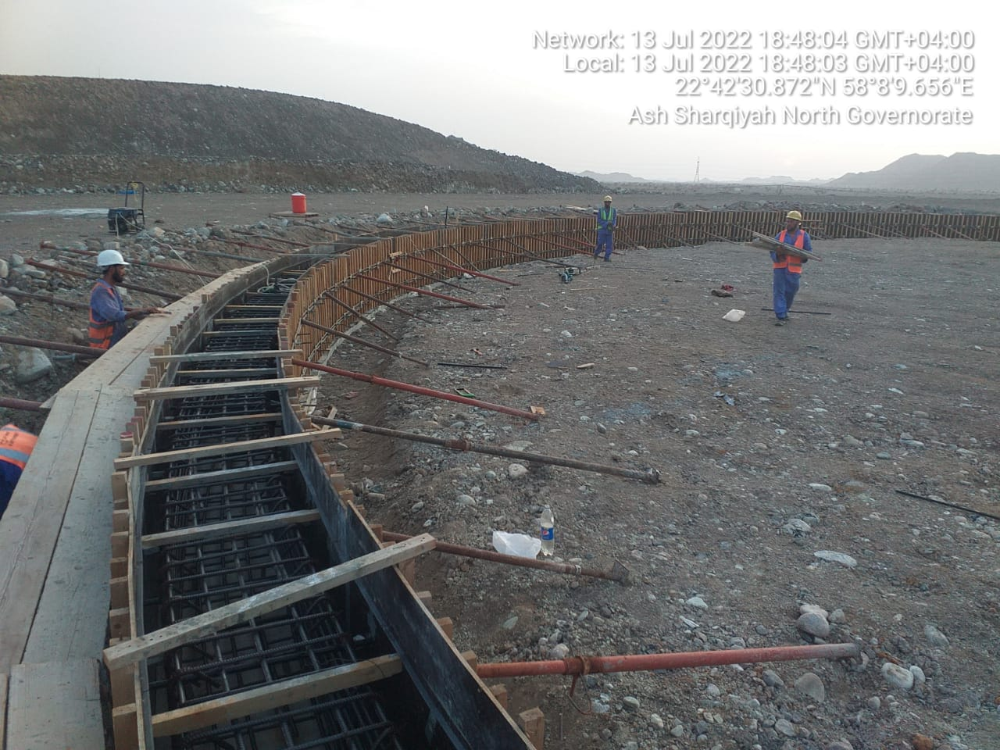 Network: 13 Jul 2022 18:48:04 GMT+04:00
Local: 13 Jul 2022 18:48:03 GMT+04:00
22°42'30.872"N 58°8'9.656"E
Ash Sharqiyah North Governorate